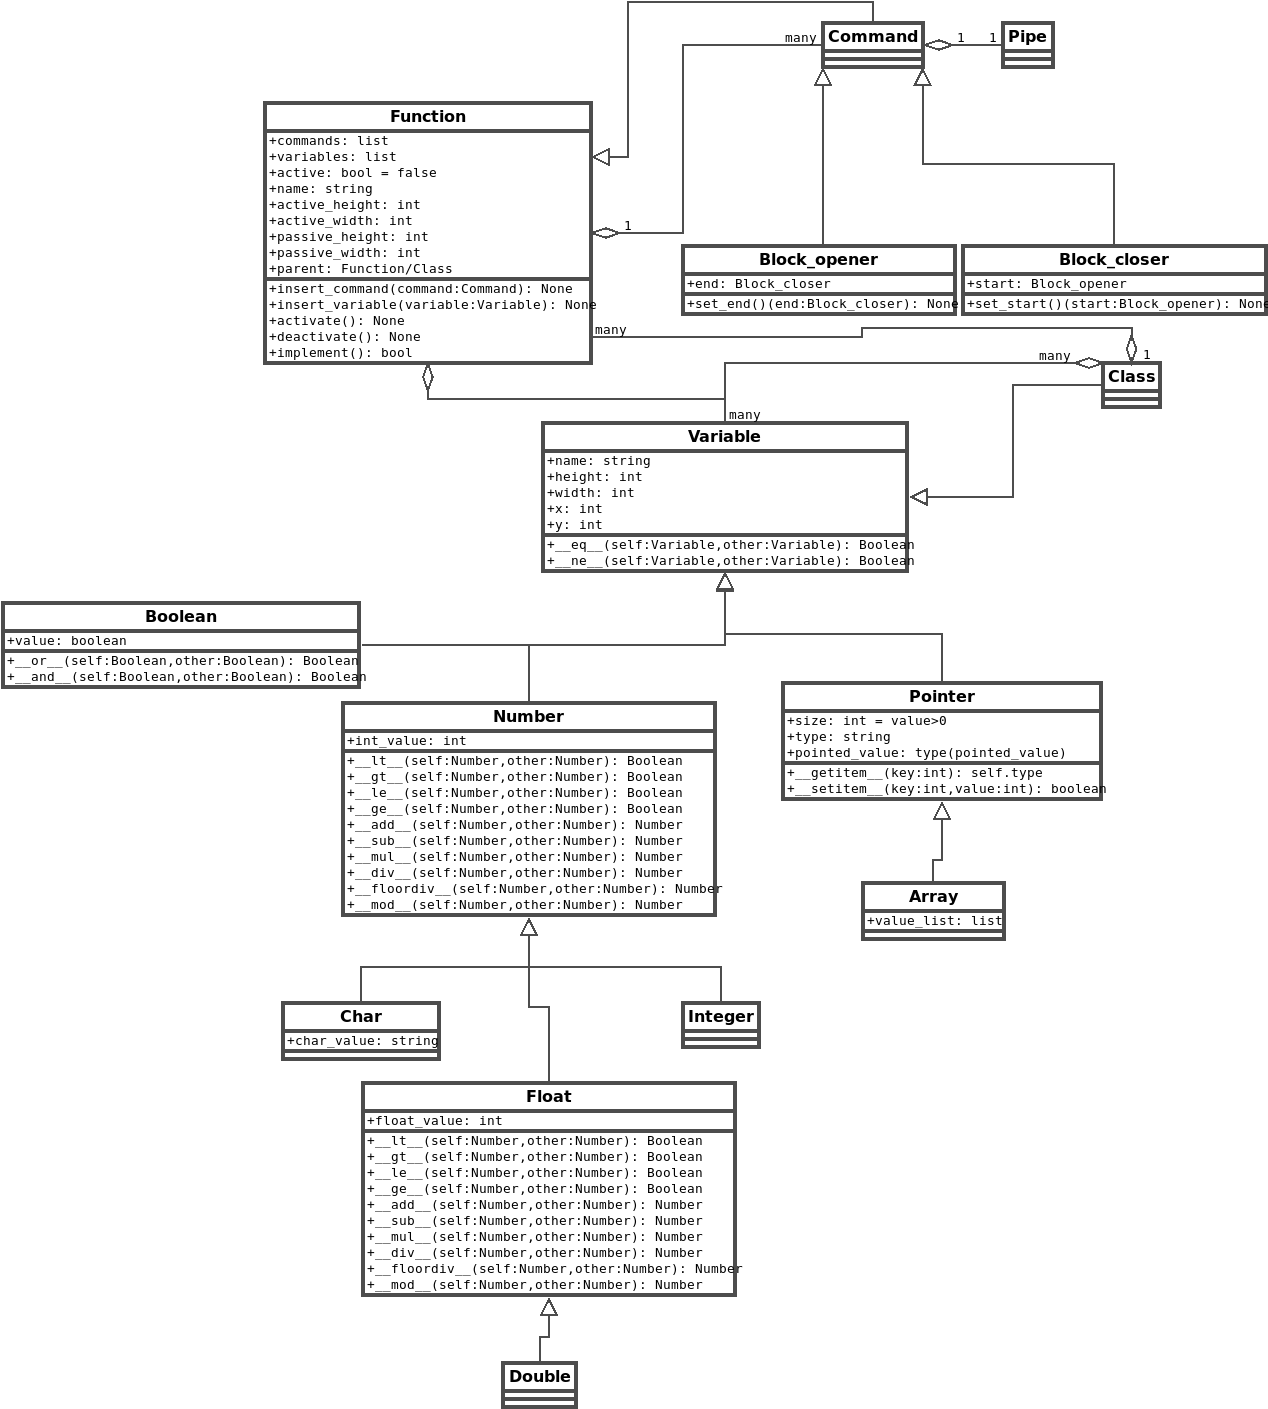 many
Command
1
1
Pipe
Function
+commands: list
+variables: list
+active: bool = false
+name: string
+active_height: int
+active_width: int
+passive_height: int
+passive_width: int
+parent: Function/Class
+insert_command(command:Command): None
+insert_variable(variable:Variable): None
+activate(): None
+deactivate(): None
+implement(): bool
1
Block_opener
+end: Block_closer
+set_end()(end:Block_closer): None
Block_closer
+start: Block_opener
+set_start()(start:Block_opener): None
many
many
1
Class
many
Variable
+name: string
+height: int
+width: int
+x: int
+y: int
+__eq__(self:Variable,other:Variable): Boolean
+__ne__(self:Variable,other:Variable): Boolean
Boolean
+value: boolean
+__or__(self:Boolean,other:Boolean): Boolean
+__and__(self:Boolean,other:Boolean): Boolean
Number
+int_value: int
+__lt__(self:Number,other:Number): Boolean
+__gt__(self:Number,other:Number): Boolean
+__le__(self:Number,other:Number): Boolean
+__ge__(self:Number,other:Number): Boolean
+__add__(self:Number,other:Number): Number
+__sub__(self:Number,other:Number): Number
+__mul__(self:Number,other:Number): Number
+__div__(self:Number,other:Number): Number
+__floordiv__(self:Number,other:Number): Number
+__mod__(self:Number,other:Number): Number
Pointer
+size: int = value>0
+type: string
+pointed_value: type(pointed_value)
+__getitem__(key:int): self.type
+__setitem__(key:int,value:int): boolean
Array
+value_list: list
Char
+char_value: string
Integer
Float
+float_value: int
+__lt__(self:Number,other:Number): Boolean
+__gt__(self:Number,other:Number): Boolean
+__le__(self:Number,other:Number): Boolean
+__ge__(self:Number,other:Number): Boolean
+__add__(self:Number,other:Number): Number
+__sub__(self:Number,other:Number): Number
+__mul__(self:Number,other:Number): Number
+__div__(self:Number,other:Number): Number
+__floordiv__(self:Number,other:Number): Number
+__mod__(self:Number,other:Number): Number
Double